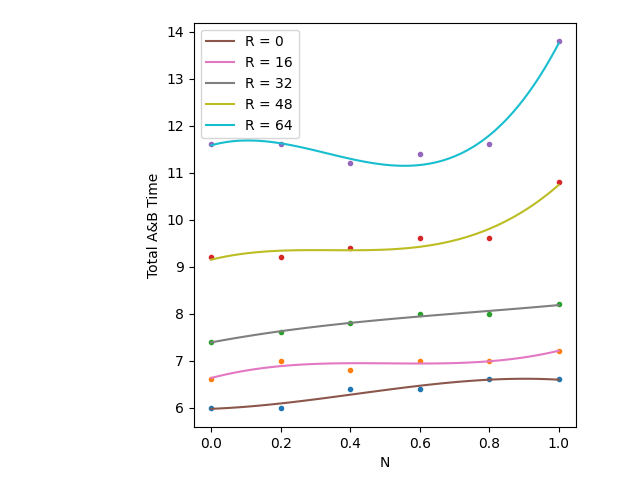 14
13
12
11
10
9
8
7
6
Total A&B Time
R = 0
R = 16
R = 32
R = 48
R = 64
0.0
0.2
0.4
0.6
0.8
1.0
N